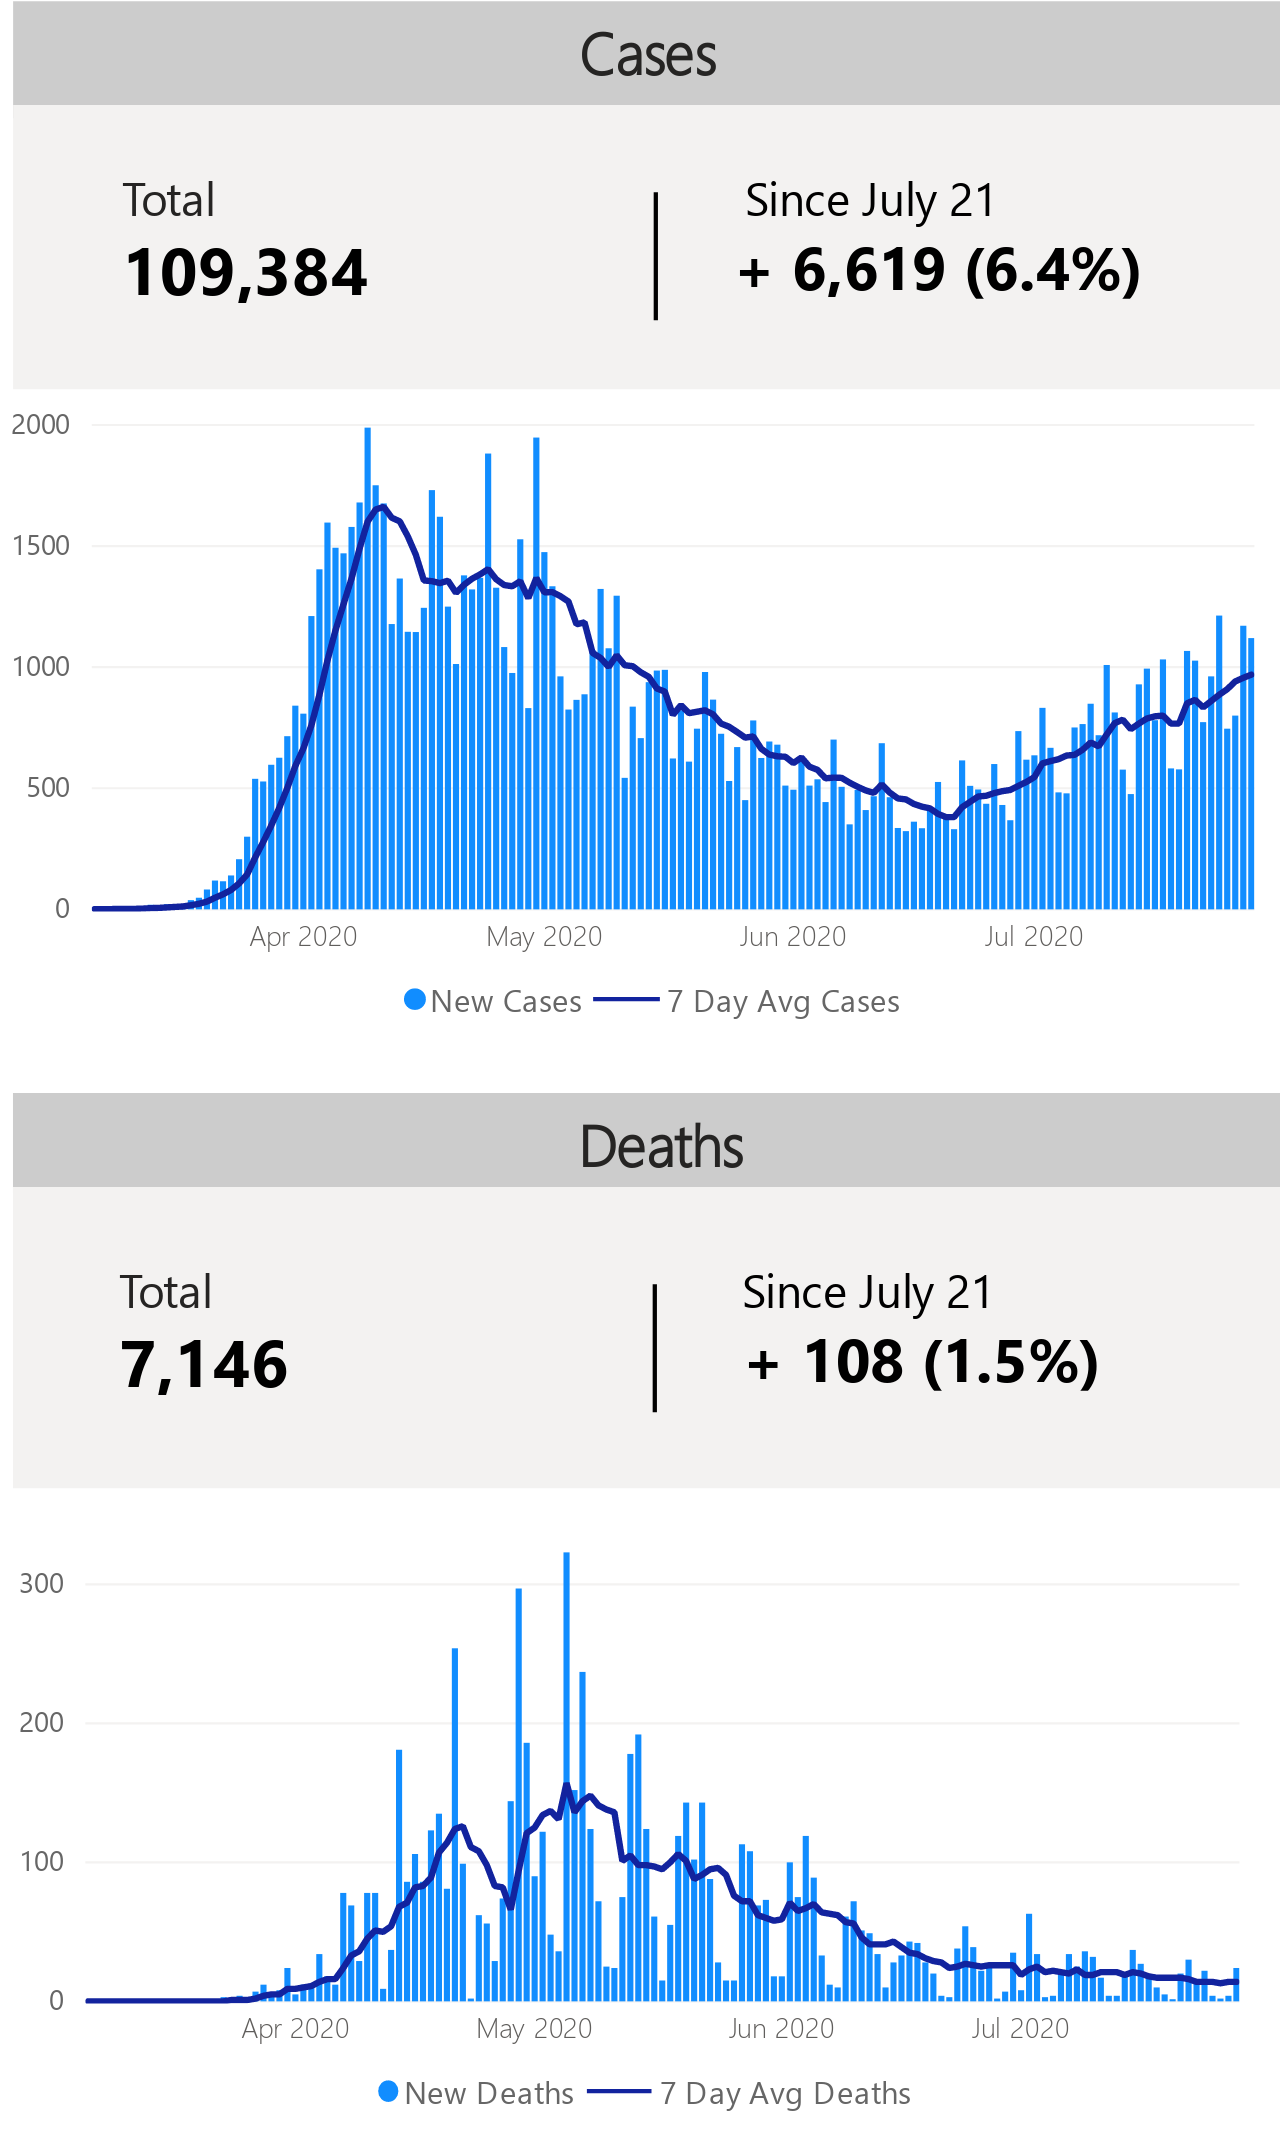 Cases
Total
Since July 21
109,384
+ 6,619 (6.4%)
2000
1500
1000
500
0
Apr 2020
May 2020
Jun 2020
Jul 2020
New Cases
7 Day Avg Cases
Deaths
Total
Since July 21
7,146
+ 108 (1.5%)
300
200
100
0
Apr 2020
May 2020
Jun 2020
Jul 2020
New Deaths
7 Day Avg Deaths